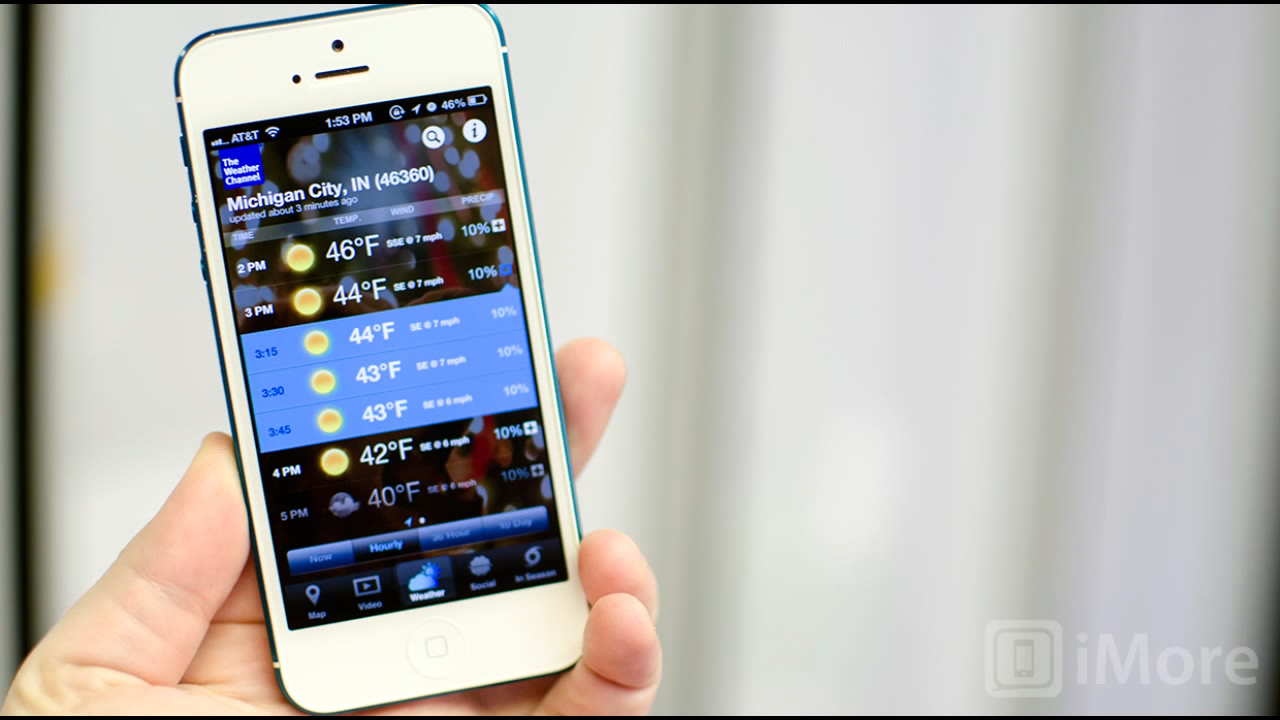 AT&T 1:53 PM 46%
The
Weather
Channel
Michigan City, IN (46360)
updated about 3 minutes ago
TIME TEMP. WIND PRECIP
2 PM 46°F SSE @ 7 mph 10%
3 PM 44°F SE @ 7 mph 10%
3:15 44°F SE @ 7 mph 10%
3:30 43°F SE @ 7 mph 10%
3:45 43°F SE @ 6 mph 10%
4 PM 42°F SE @ 6 mph 10%
5 PM 40°F SE @ 6 mph 10%
Now Hourly 36 Hour 10 Day
Map Video Weather Social In Season
iMore